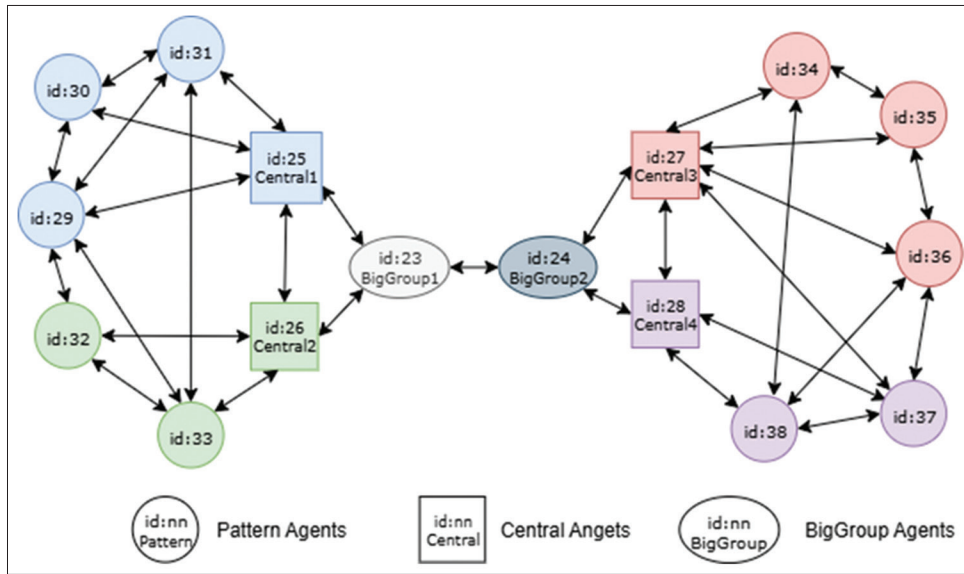 id:31
id:30
id:34
id:35
id:25
Central1
id:27
Central3
id:29
id:36
id:23
BigGroup1
id:24
BigGroup2
id:32
id:26
Central2
id:28
Central4
id:33
id:38
id:37
id:nn
Pattern
Pattern Agents
id:nn
Central
Central Angets
id:nn
BigGroup
BigGroup Agents